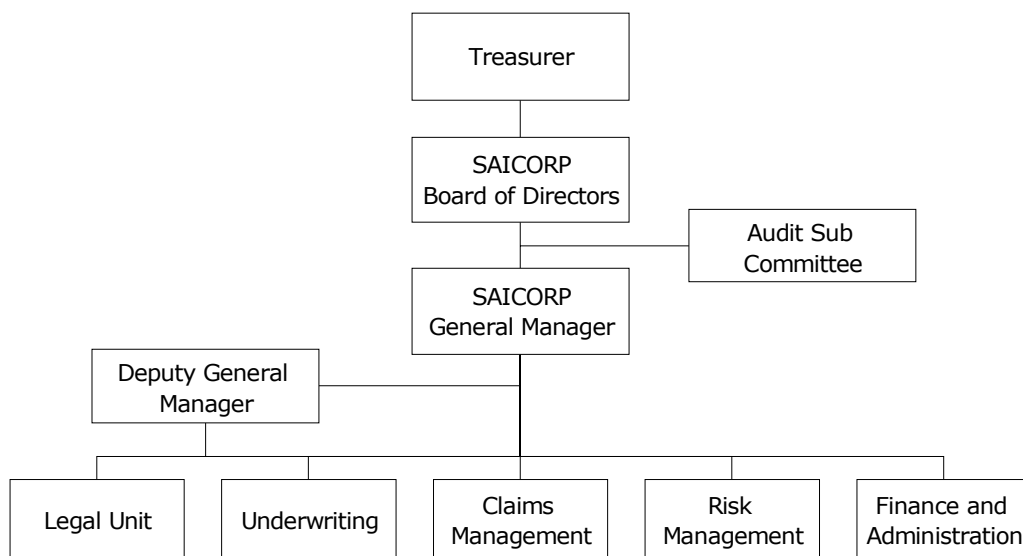 Treasurer
SAICORP
Board of Directors
Audit Sub
Committee
SAICORP
General Manager
Deputy General
Manager
Legal Unit
Underwriting
Claims
Management
Risk
Management
Finance and
Administration